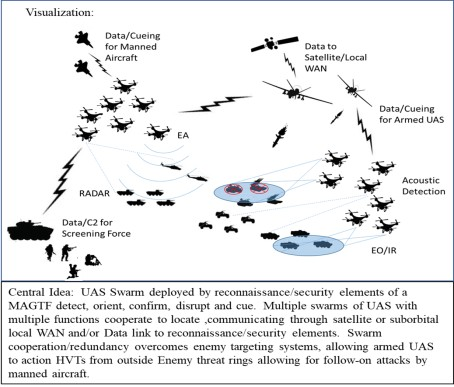 Visualization:
Data/Cueing
for Manned
Aircraft
Data to
Satellite/Local
WAN
Data/Cueing
for Armed UAS
EA
RADAR
Acoustic
Detection
Data/C2 for
Screening Force
EO/IR
Central Idea: UAS Swarm deployed by reconnaissance/security elements of a
MAGTF detect, orient, confirm, disrupt and cue. Multiple swarms of UAS with
multiple functions cooperate to locate ,communicating through satellite or suborbital
local WAN and/or Data link to reconnaissance/security elements. Swarm
cooperation/redundancy overcomes enemy targeting systems, allowing armed UAS
to action HVTs from outside Enemy threat rings allowing for follow-on attacks by
manned aircraft.